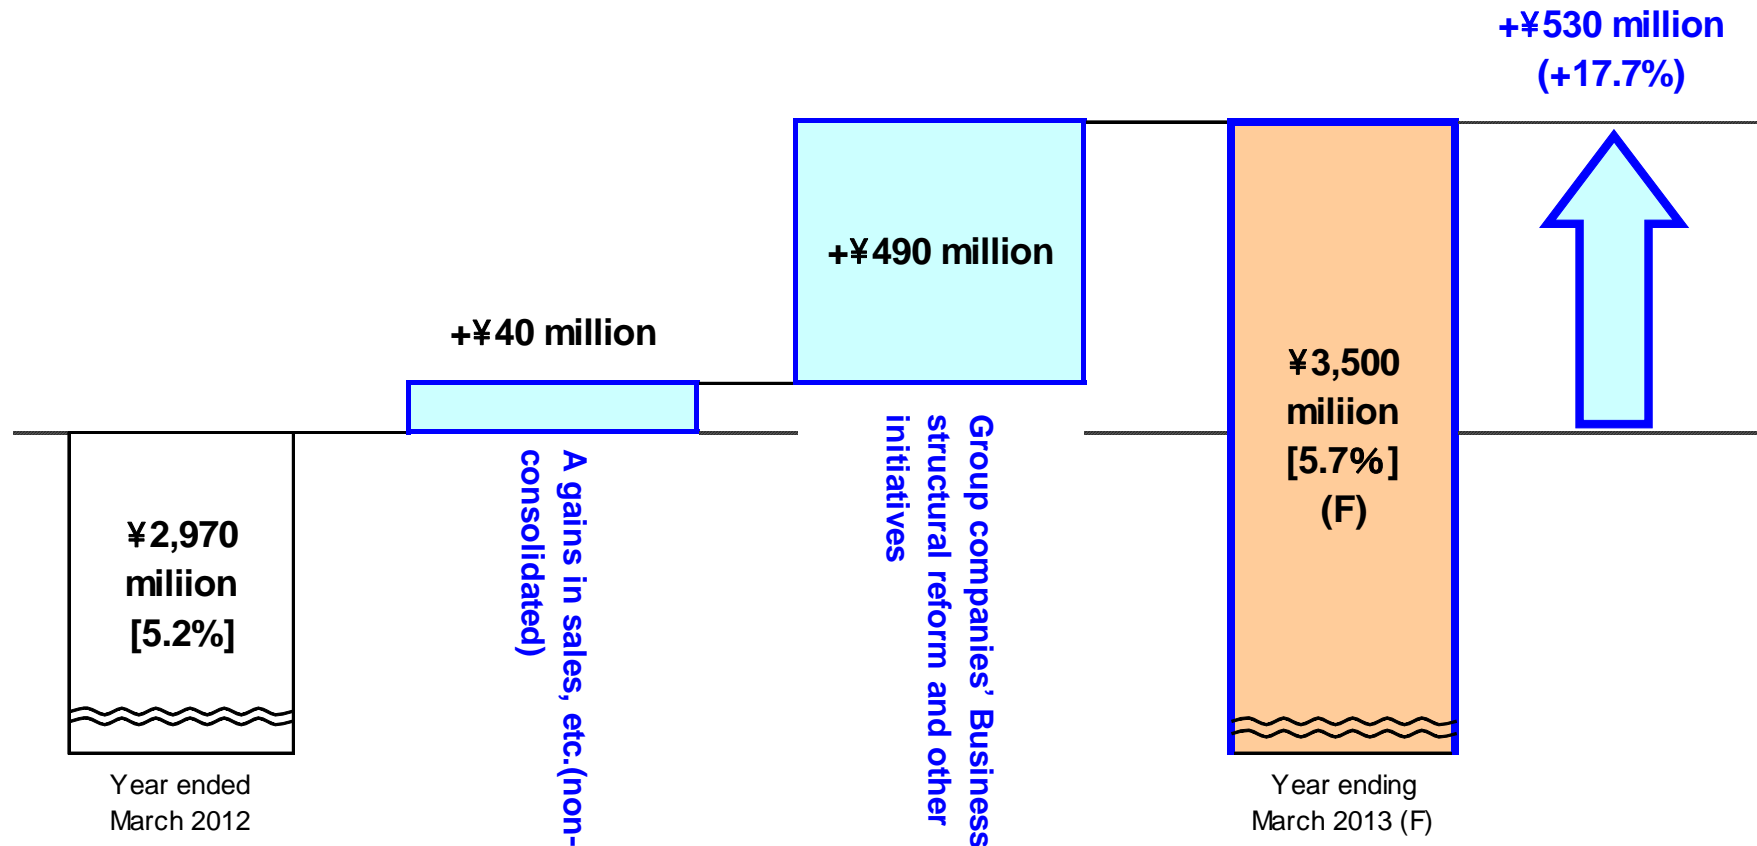 +¥530 million
(+17.7%)
+¥490 million
+¥40 million
¥3,500
miliion
[5.7%]
(F)
¥2,970
miliion
[5.2%]
A gains in sales, etc.(non-
consolidated)
Group companies’ Business
structural reform and other
initiatives
Year ended
March 2012
Year ending
March 2013 (F)